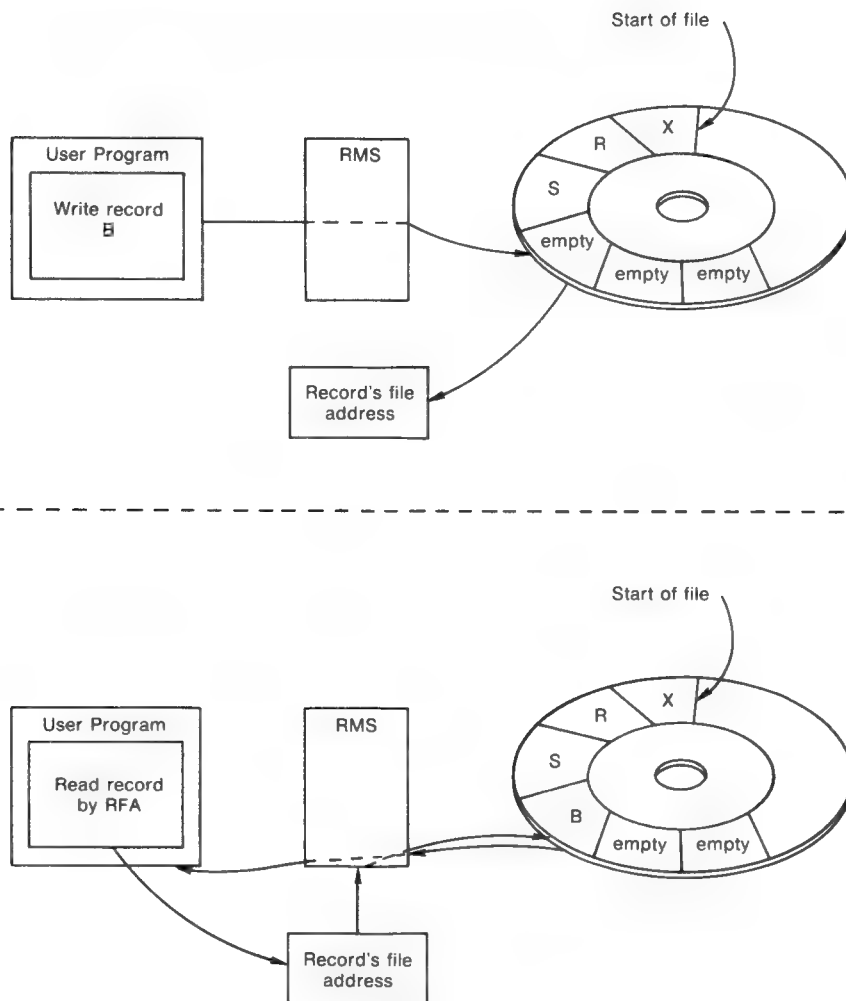 Start of file
X
R
S
empty
empty
empty
User Program
Write record
B
RMS
Record's file
address
Start of file
X
R
S
B
empty
empty
User Program
Read record
by RFA
RMS
Record's file
address